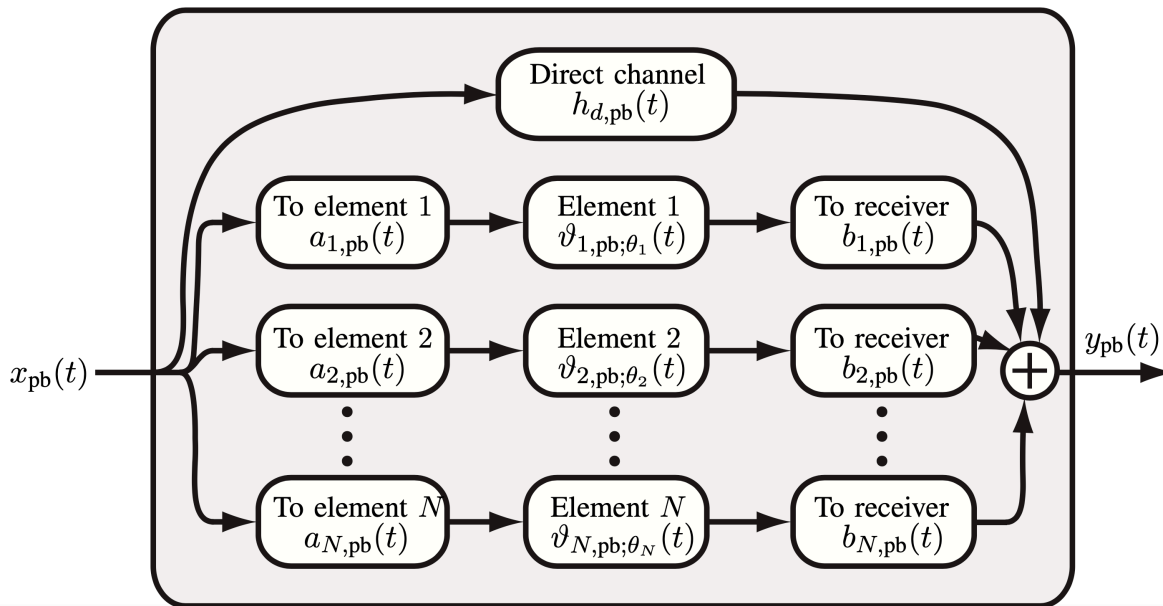 Direct channel
h_{d,pb}(t)
To element 1
a_{1,pb}(t)
Element 1
ϑ_{1,pb;θ_1}(t)
To receiver
b_{1,pb}(t)
To element 2
a_{2,pb}(t)
Element 2
ϑ_{2,pb;θ_2}(t)
To receiver
b_{2,pb}(t)
x_{pb}(t)
+
y_{pb}(t)
To element N
a_{N,pb}(t)
Element N
ϑ_{N,pb;θ_N}(t)
To receiver
b_{N,pb}(t)